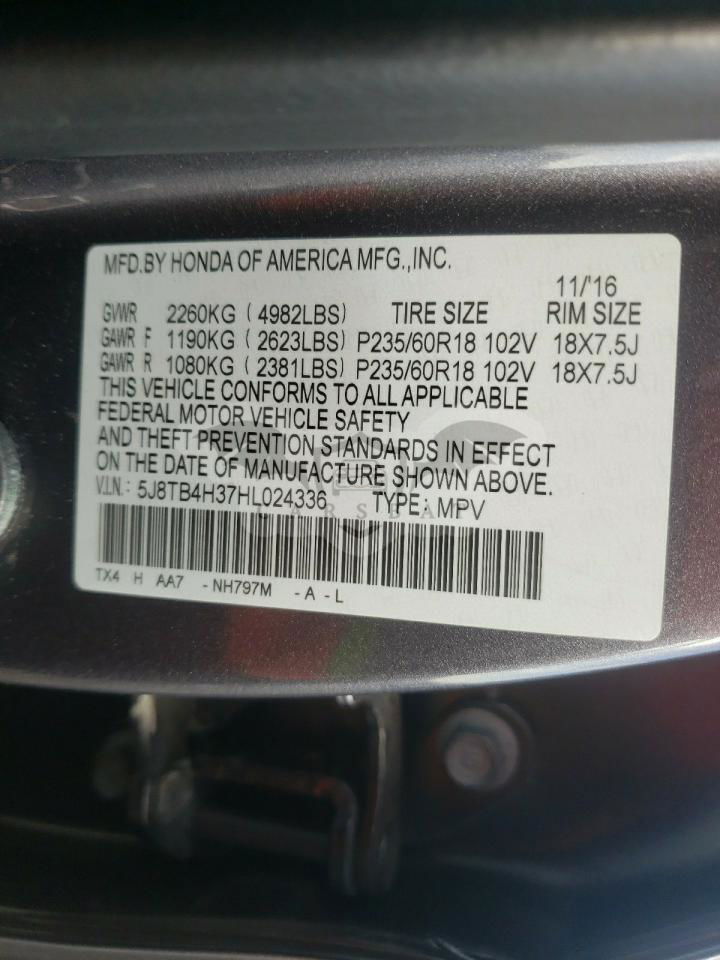 MFD.BY HONDA OF AMERICA MFG.,INC.
11/'16
GVWR 2260KG ( 4982LBS) TIRE SIZE RIM SIZE
GAWR F 1190KG ( 2623LBS) P235/60R18 102V 18X7.5J
GAWR R 1080KG ( 2381LBS) P235/60R18 102V 18X7.5J
THIS VEHICLE CONFORMS TO ALL APPLICABLE
FEDERAL MOTOR VEHICLE SAFETY
AND THEFT PREVENTION STANDARDS IN EFFECT
ON THE DATE OF MANUFACTURE SHOWN ABOVE.
V.I.N.: 5J8TB4H37HL024336 TYPE: MPV
TX4 H AA7 -NH797M -A-L